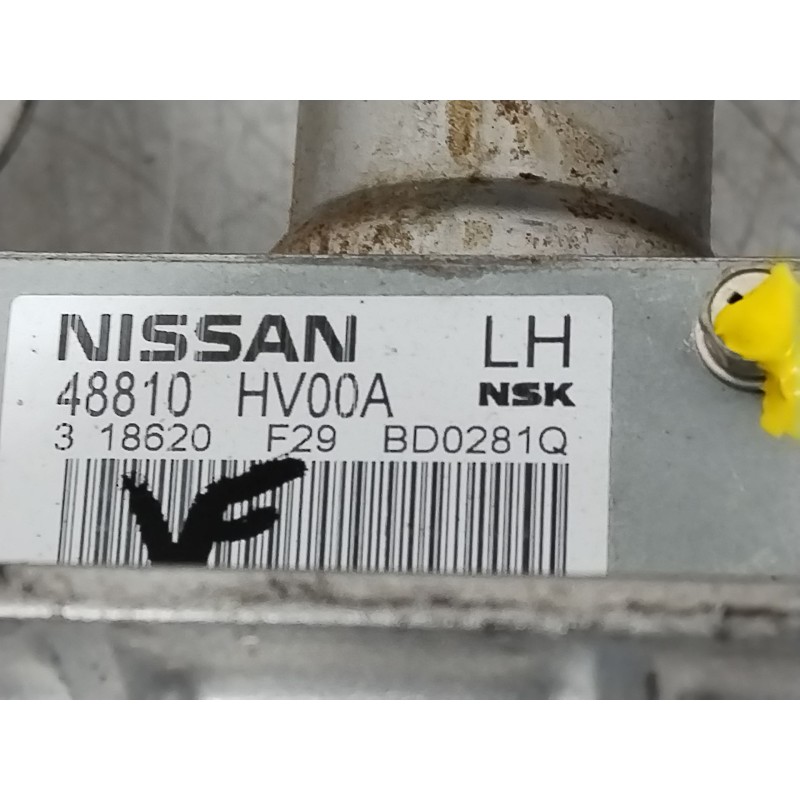 NISSAN LH
48810 HV00A NSK
3 18620 F29 BD0281Q